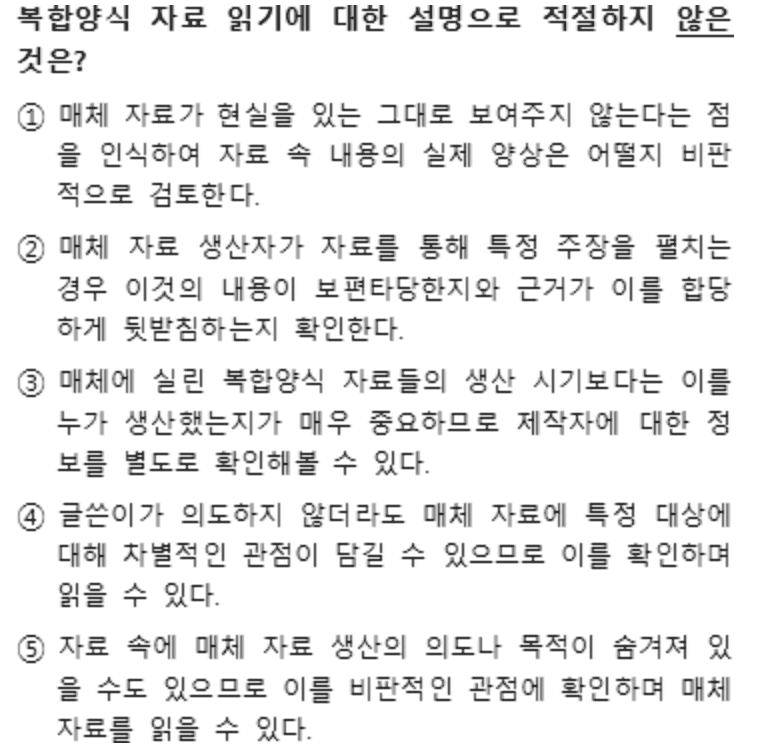 복합양식 자료 읽기에 대한 설명으로 적절하지 않은
것은?
① 매체 자료가 현실을 있는 그대로 보여주지 않는다는 점
을 인식하여 자료 속 내용의 실제 양상은 어떨지 비판
적으로 검토한다.
② 매체 자료 생산자가 자료를 통해 특정 주장을 펼치는
경우 이것의 내용이 보편타당한지와 근거가 이를 합당
하게 뒷받침하는지 확인한다.
③ 매체에 실린 복합양식 자료들의 생산 시기보다는 이를
누가 생산했는지가 매우 중요하므로 제작자에 대한 정
보를 별도로 확인해볼 수 있다.
④ 글쓴이가 의도하지 않더라도 매체 자료에 특정 대상에
대해 차별적인 관점이 담길 수 있으므로 이를 확인하며
읽을 수 있다.
⑤ 자료 속에 매체 자료 생산의 의도나 목적이 숨겨져 있
을 수도 있으므로 이를 비판적인 관점에 확인하며 매체
자료를 읽을 수 있다.